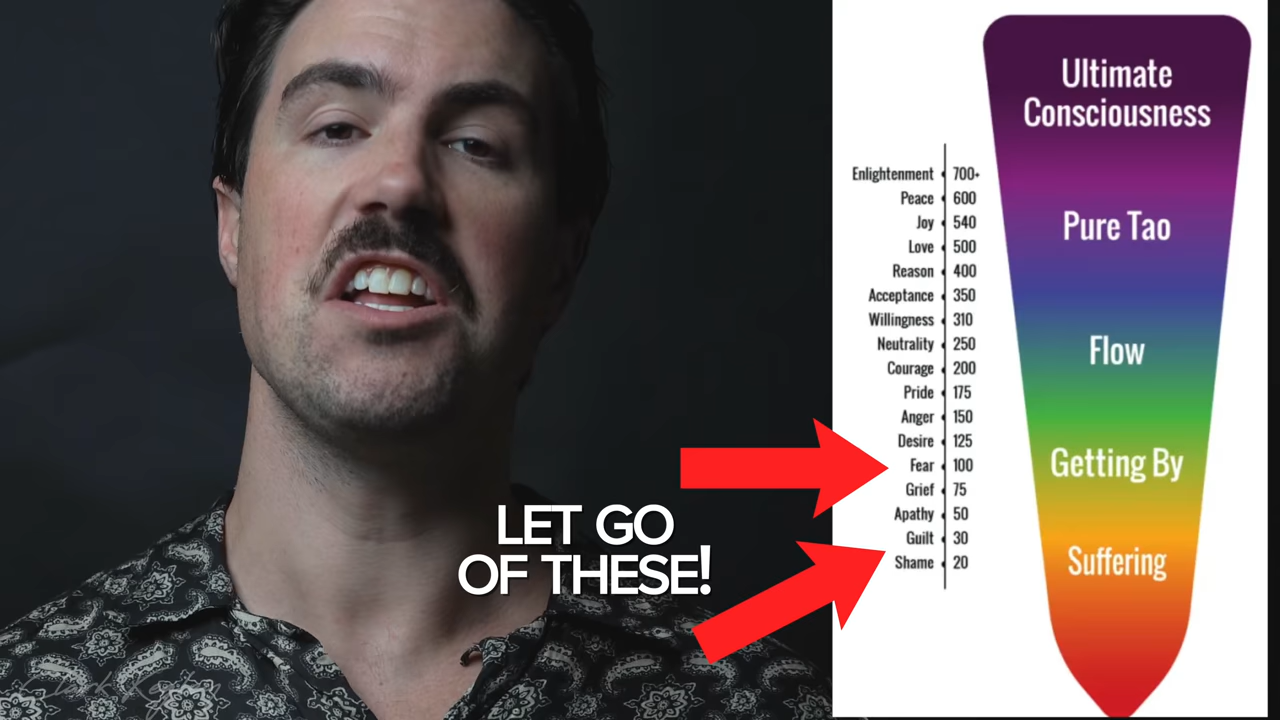 Ultimate
Consciousness
Pure Tao
Flow
Getting By
Suffering
Enlightenment 700+
Peace 600
Joy 540
Love 500
Reason 400
Acceptance 350
Willingness 310
Neutrality 250
Courage 200
Pride 175
Anger 150
Desire 125
Fear 100
Grief 75
Apathy 50
Guilt 30
Shame 20
LET GO
OF THESE!